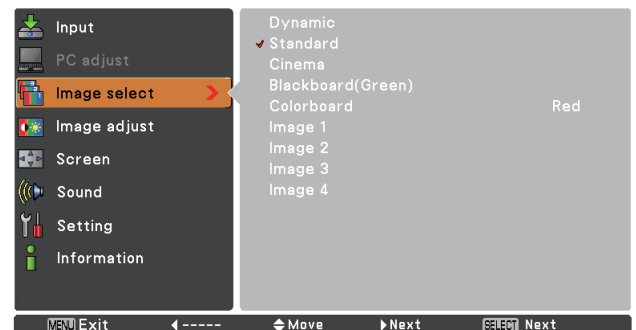 Input
PC adjust
Image select
Image adjust
Screen
Sound
Setting
Information
Dynamic
Standard
Cinema
Blackboard(Green)
Colorboard Red
Image 1
Image 2
Image 3
Image 4
MENU Exit ◀ ----- Move ▶Next SELECT Next